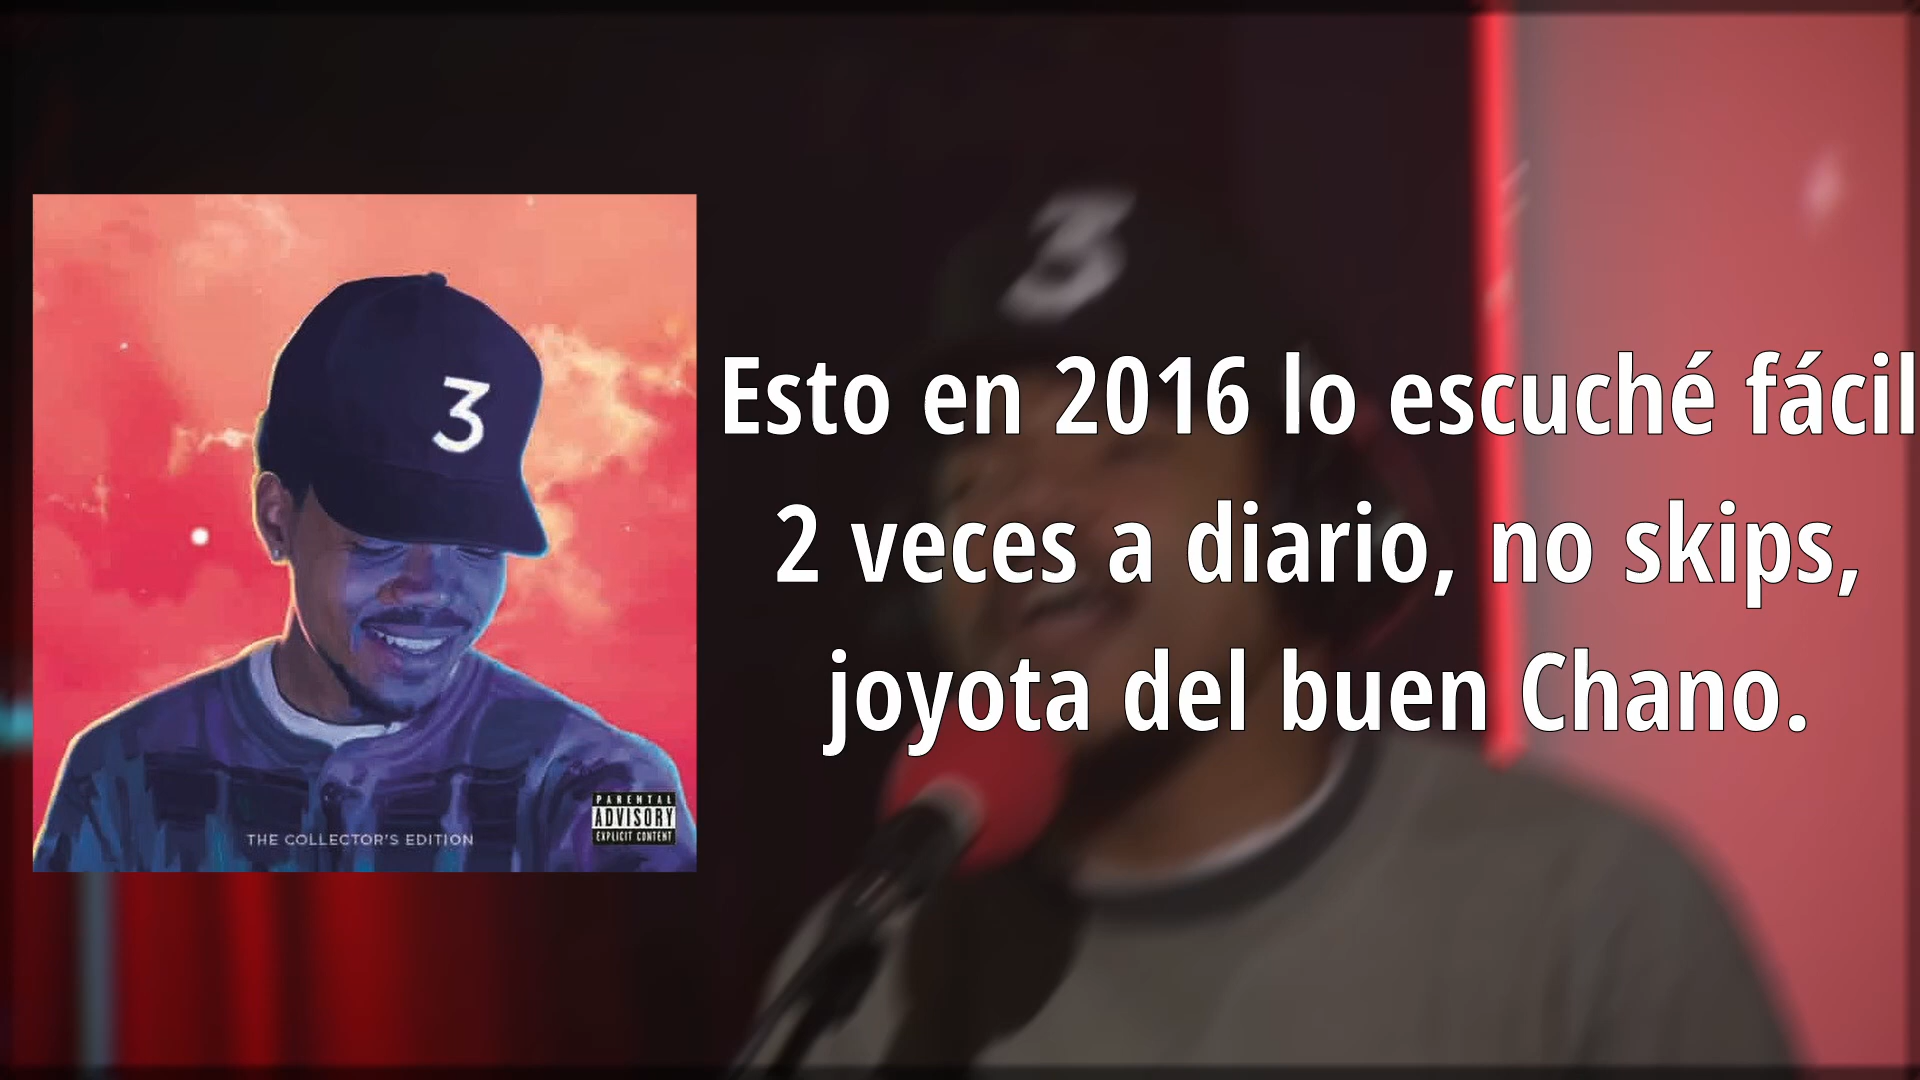 3
3
Esto en 2016 lo escuché fácil
2 veces a diario, no skips,
joyota del buen Chano.
THE COLLECTOR'S EDITION
PARENTAL
ADVISORY
EXPLICIT CONTENT